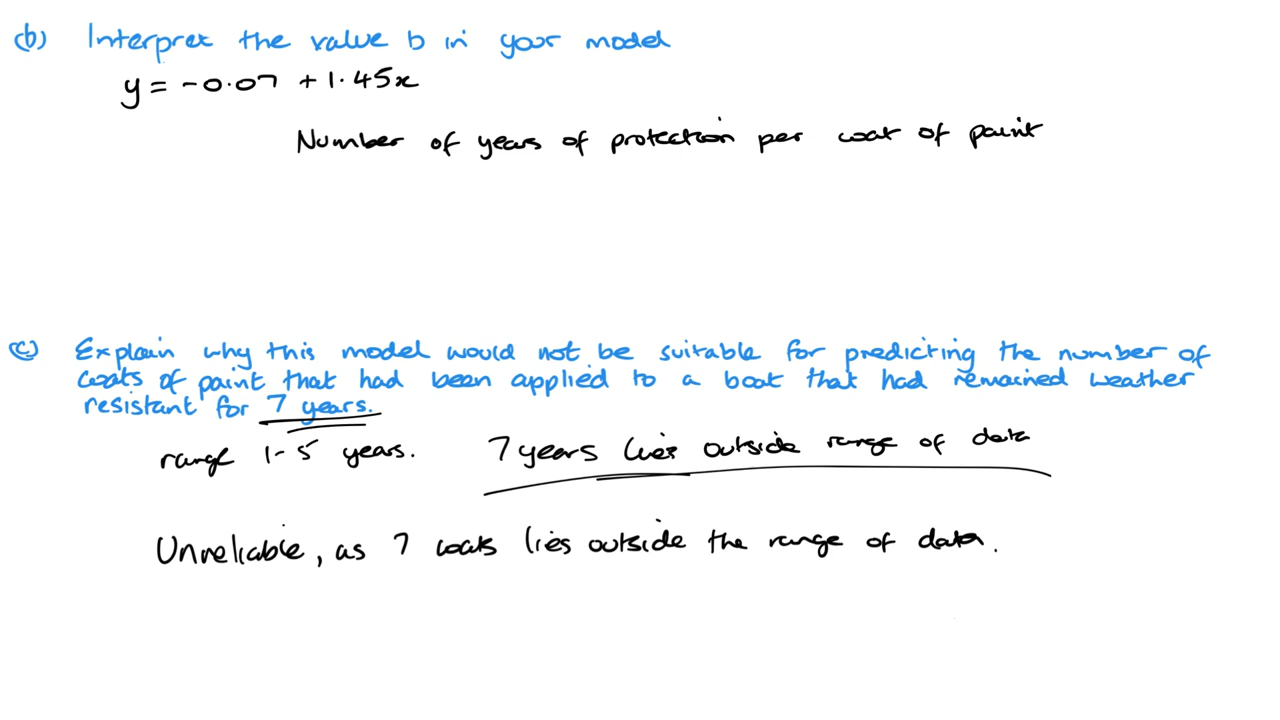 (b) Interpret the value b in your model
y = -0.07 + 1.45x
Number of years of protection per coat of paint
(c) Explain why this model would not be suitable for predicting the number of
coats of paint that had been applied to a boat that had remained weather
resistant for 7 years.
range 1-5 years. 7 years lies outside range of data
Unreliable, as 7 coats lies outside the range of data.